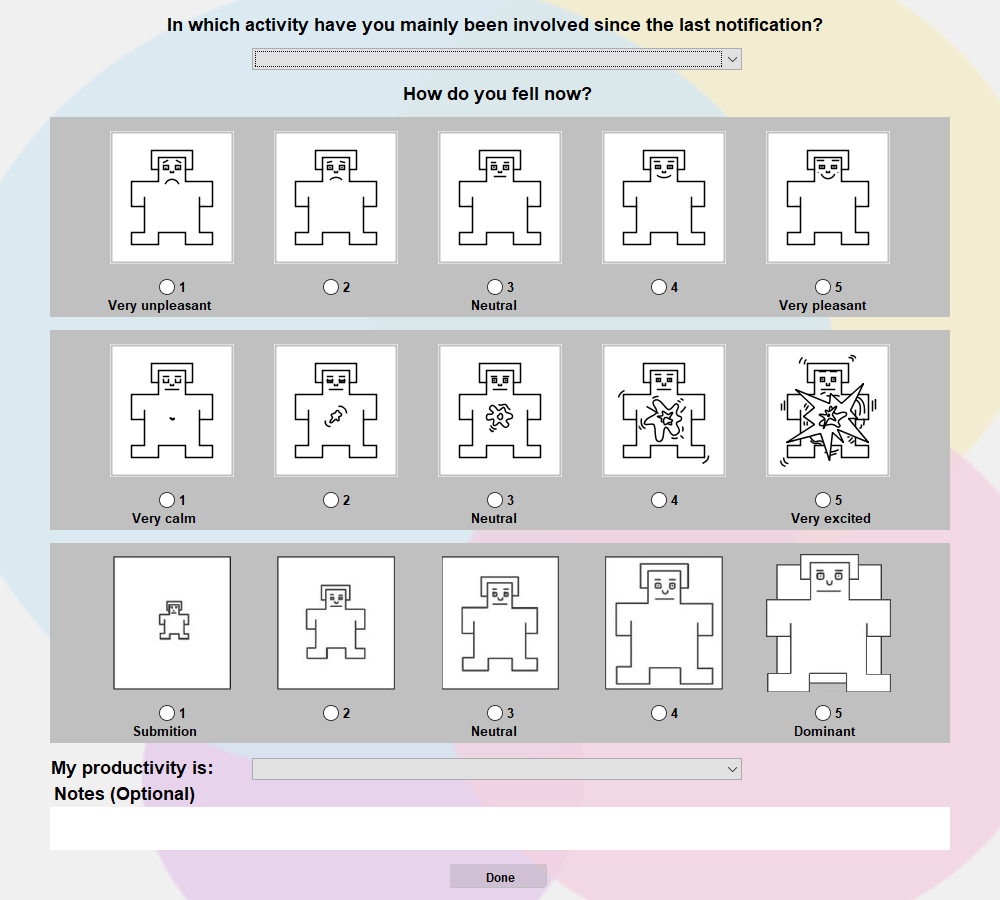 In which activity have you mainly been involved since the last notification?
How do you fell now?
1 2 3 4 5
Very unpleasant Neutral Very pleasant
1 2 3 4 5
Very calm Neutral Very excited
1 2 3 4 5
Submition Neutral Dominant
My productivity is:
Notes (Optional)
Done